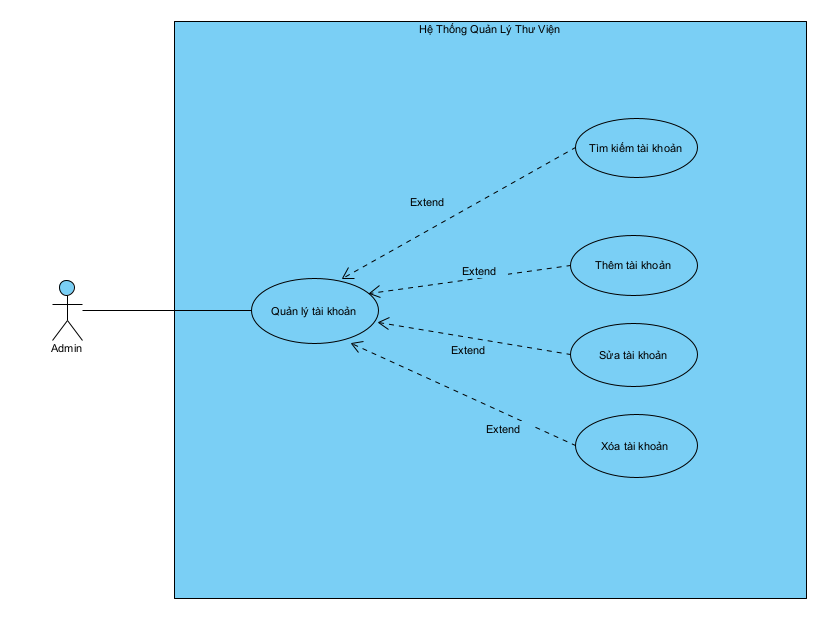 Hệ Thống Quản Lý Thư Viện
Tìm kiếm tài khoản
Extend
Thêm tài khoản
Extend
Quản lý tài khoản
Admin
Extend
Sửa tài khoản
Extend
Xóa tài khoản